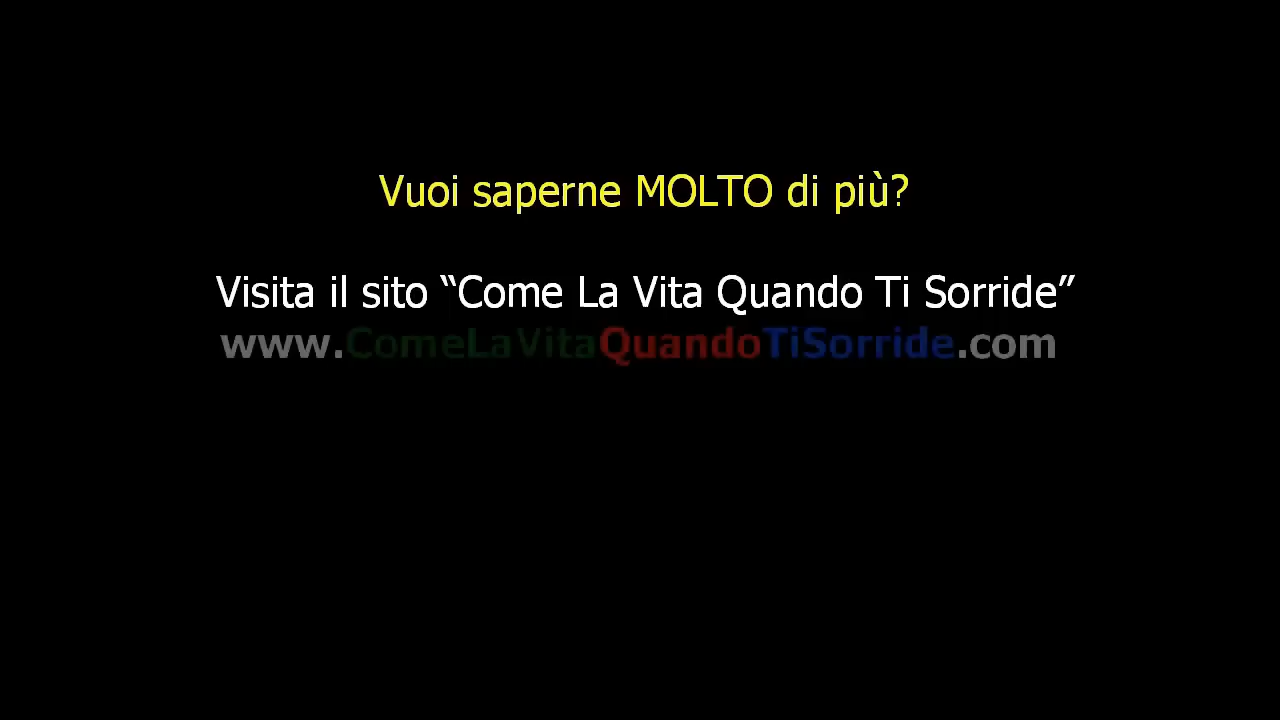 Vuoi saperne MOLTO di più?
Visita il sito “Come La Vita Quando Ti Sorride”
www.ComeLaVitaQuandoTiSorride.com